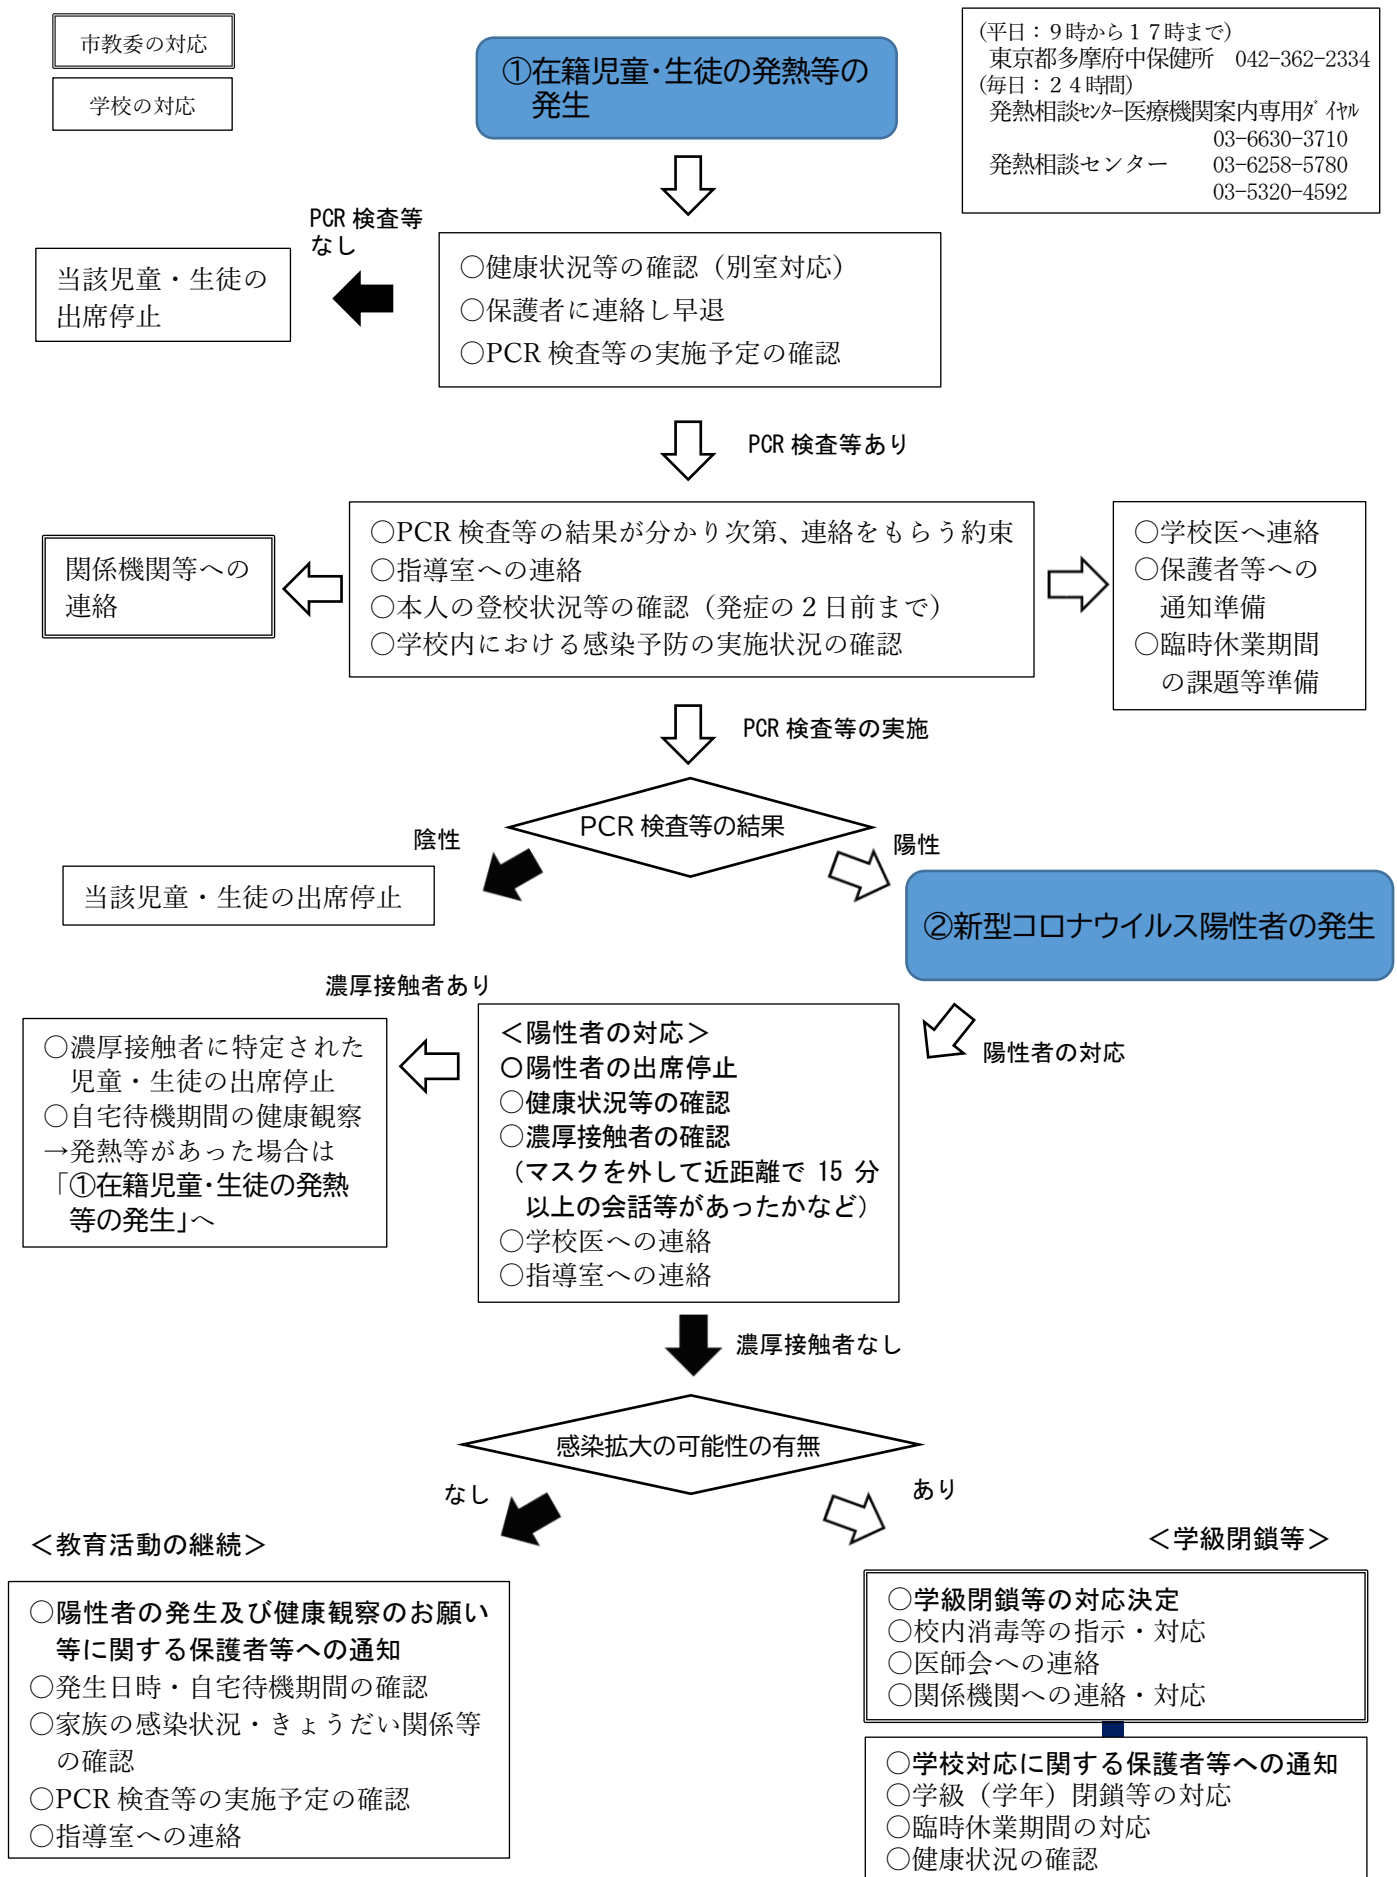 市教委の対応
学校の対応
①在籍児童・生徒の発熱等の
発生
(平日：９時から１７時まで)
東京都多摩府中保健所　042-362-2334
(毎日：２４時間)
発熱相談ｾﾝﾀｰ医療機関案内専用ﾀﾞｲﾔﾙ
03-6630-3710
発熱相談センター　03-6258-5780
03-5320-4592
PCR 検査等
なし
当該児童・生徒の
出席停止
○健康状況等の確認（別室対応）
○保護者に連絡し早退
○PCR 検査等の実施予定の確認
PCR 検査等あり
関係機関等への
連絡
○PCR 検査等の結果が分かり次第、連絡をもらう約束
○指導室への連絡
○本人の登校状況等の確認（発症の２日前まで）
○学校内における感染予防の実施状況の確認
○学校医へ連絡
○保護者等への
通知準備
○臨時休業期間
の課題等準備
PCR 検査等の実施
PCR 検査等の結果
陰性
陽性
当該児童・生徒の出席停止
②新型コロナウイルス陽性者の発生
濃厚接触者あり
○濃厚接触者に特定された
児童・生徒の出席停止
○自宅待機期間の健康観察
→発熱等があった場合は
「①在籍児童・生徒の発熱
等の発生」へ
＜陽性者の対応＞
○陽性者の出席停止
○健康状況等の確認
○濃厚接触者の確認
（マスクを外して近距離で 15 分
以上の会話等があったかなど）
○学校医への連絡
○指導室への連絡
陽性者の対応
濃厚接触者なし
感染拡大の可能性の有無
なし
あり
＜教育活動の継続＞
○陽性者の発生及び健康観察のお願い
等に関する保護者等への通知
○発生日時・自宅待機期間の確認
○家族の感染状況・きょうだい関係等
の確認
○PCR 検査等の実施予定の確認
○指導室への連絡
＜学級閉鎖等＞
○学級閉鎖等の対応決定
○校内消毒等の指示・対応
○医師会への連絡
○関係機関への連絡・対応
○学校対応に関する保護者等への通知
○学級（学年）閉鎖等の対応
○臨時休業期間の対応
○健康状況の確認